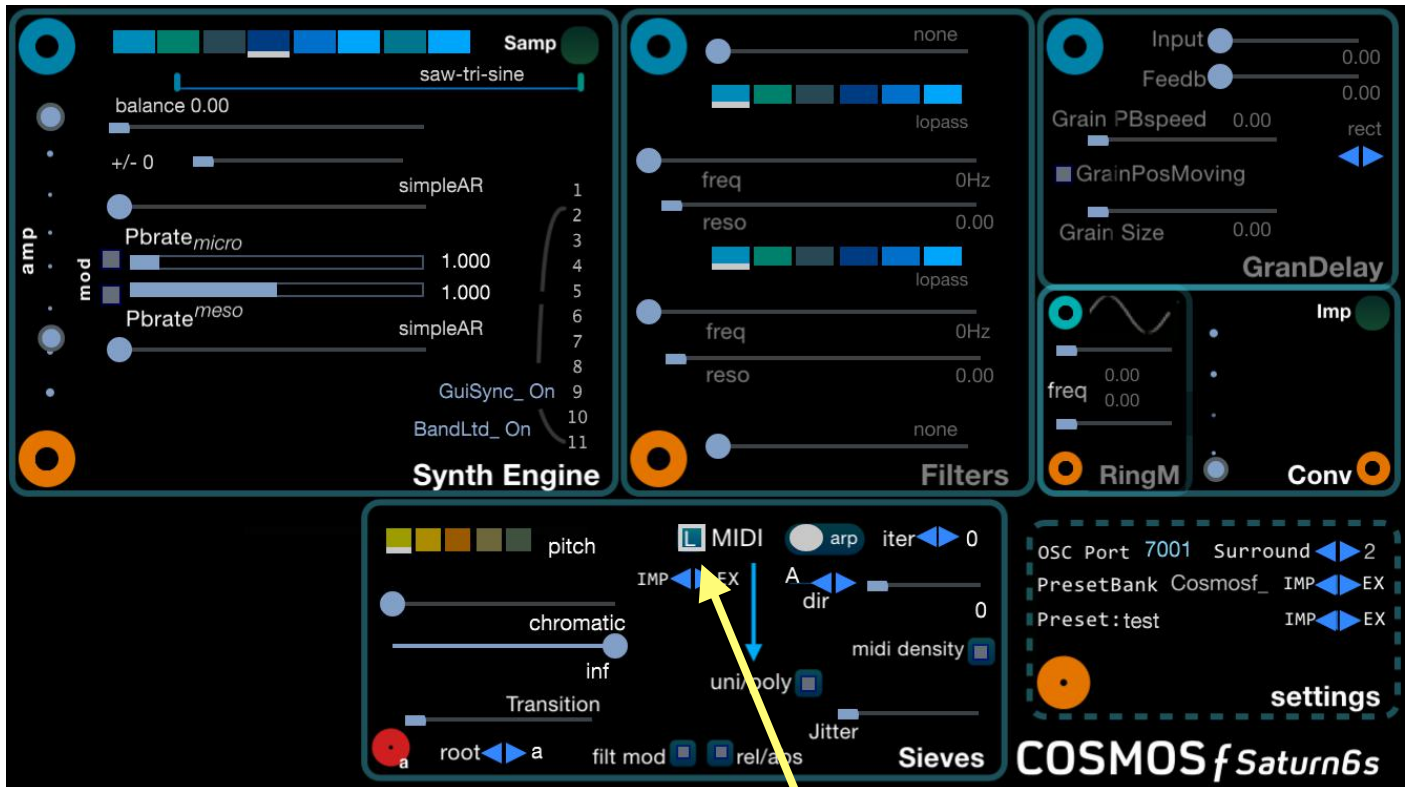 Samp
saw-tri-sine
balance 0.00
+/- 0
simpleAR
amp
mod
Pbrate micro
1.000
1.000
Pbrate meso
simpleAR
1
2
3
4
5
6
7
8
9
10
11
GuiSync_ On
BandLtd_ On
Synth Engine
none
lopass
freq 0Hz
reso 0.00
lopass
freq 0Hz
reso 0.00
none
Filters
Input
0.00
Feedb
0.00
Grain PBspeed 0.00
rect
GrainPosMoving
Grain Size 0.00
GranDelay
Imp
0.00
freq 0.00
RingM
Conv
pitch
L MIDI
arp
iter 0
IMP EX
A
dir
0
chromatic
inf
midi density
uni/poly
Transition
Jitter
a
root a
filt mod
rel/abs
Sieves
OSC Port 7001 Surround 2
PresetBank Cosmosf_ IMP EX
Preset: test IMP EX
settings
COSMOS f Saturn6s